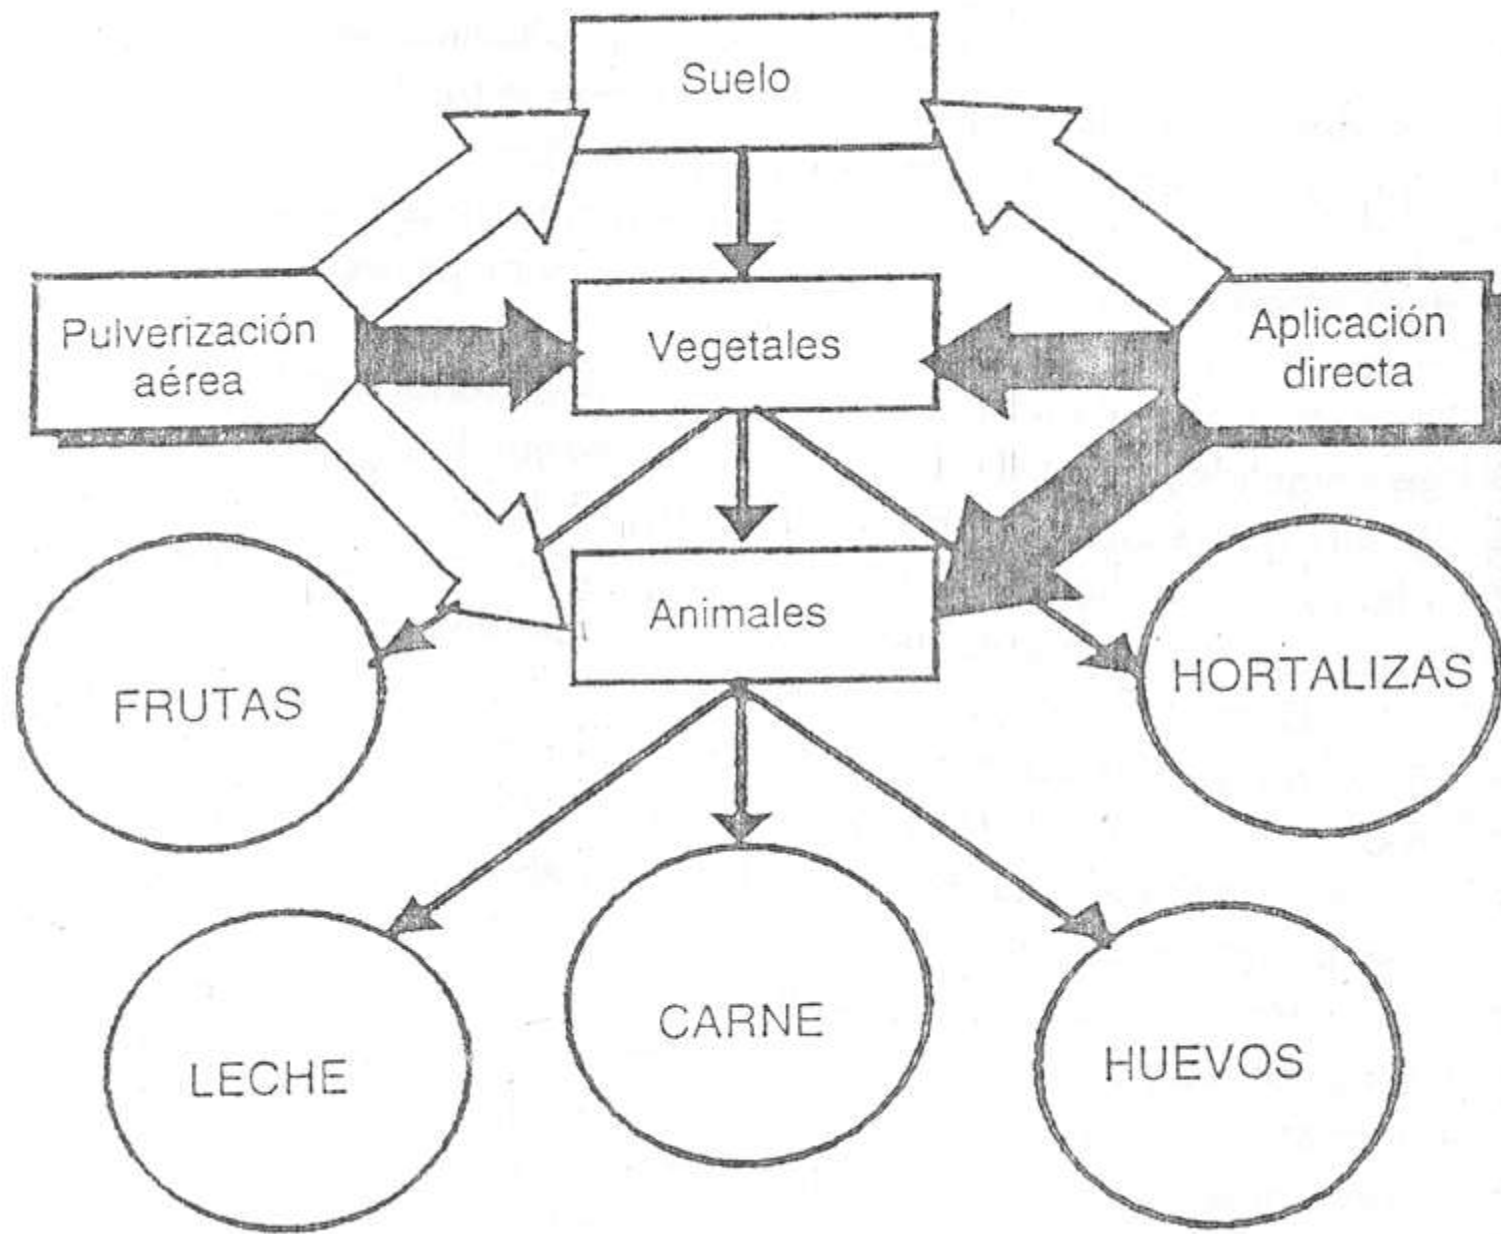 Suelo
Pulverización
aérea
Vegetales
Aplicación
directa
Animales
FRUTAS
HORTALIZAS
LECHE
CARNE
HUEVOS